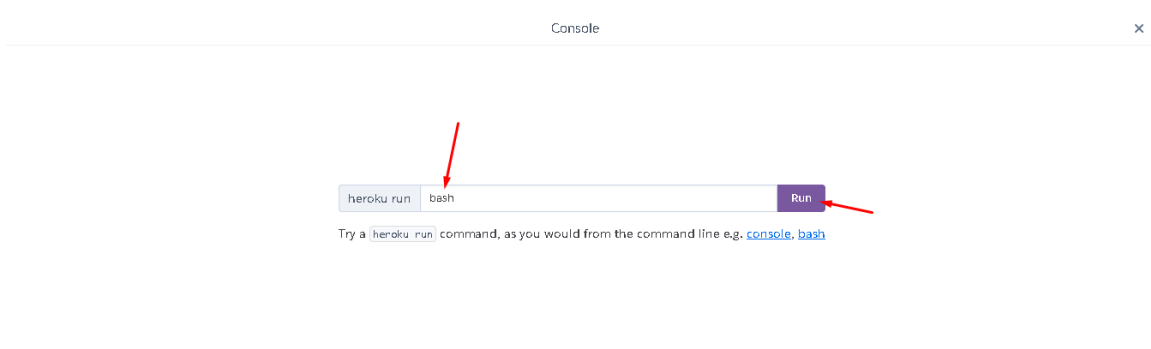 Console ×
heroku run bash Run
Try a heroku run command, as you would from the command line e.g. console, bash